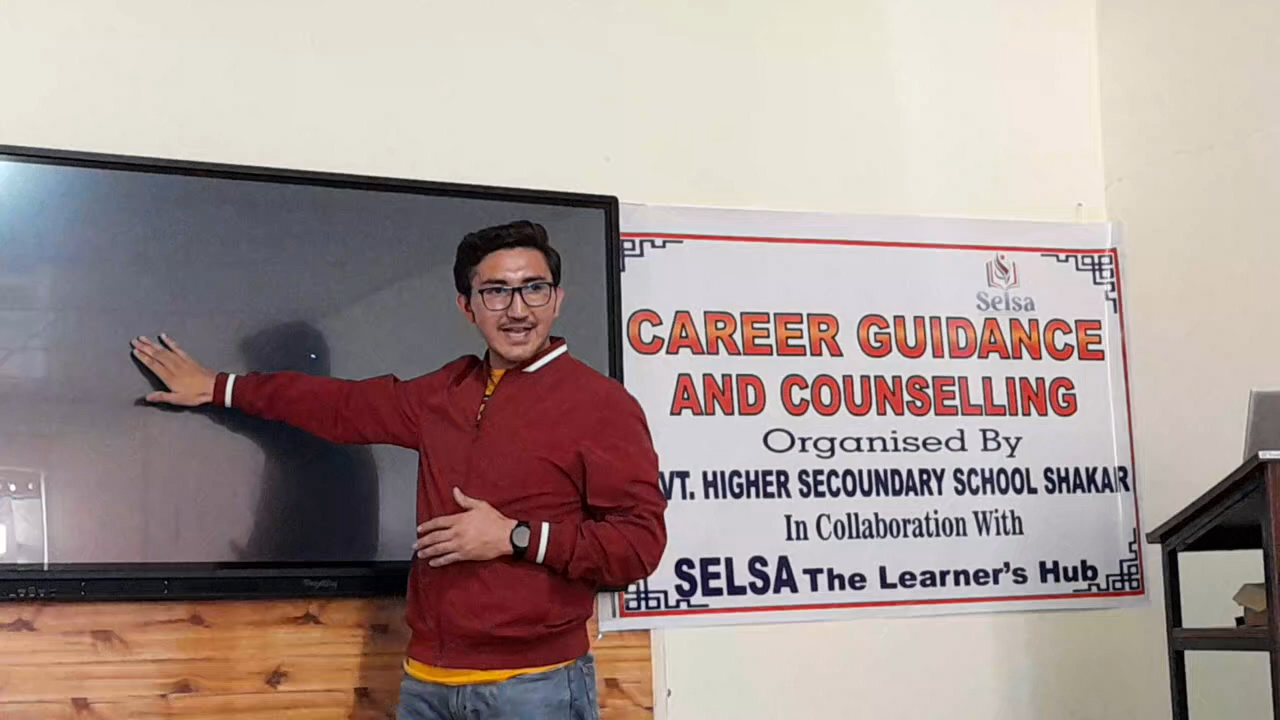 Selsa
CAREER GUIDANCE
AND COUNSELLING
Organised By
VT. HIGHER SECOUNDARY SCHOOL SHAKAR
In Collaboration With
SELSA The Learner's Hub